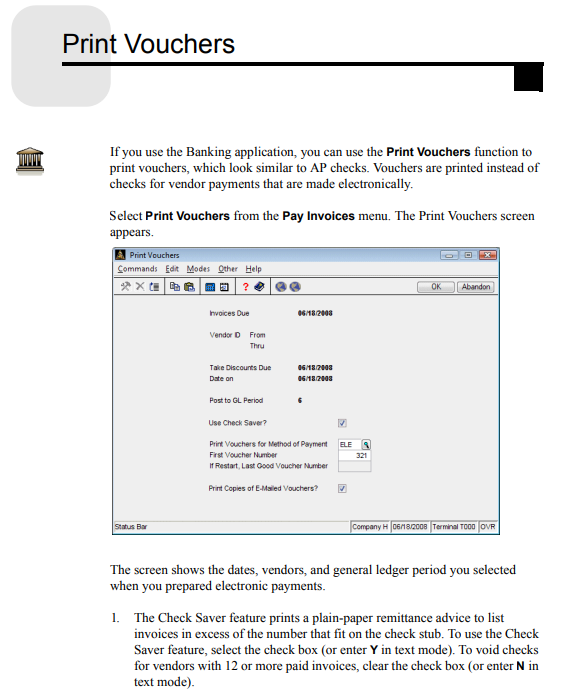 Print Vouchers
If you use the Banking application, you can use the Print Vouchers function to
print vouchers, which look similar to AP checks. Vouchers are printed instead of
checks for vendor payments that are made electronically.
Select Print Vouchers from the Pay Invoices menu. The Print Vouchers screen
appears.
Print Vouchers
Commands Edit Modes Other Help
OK Abandon
Invoices Due 06/18/2008
Vendor ID From
Thru
Take Discounts Due 06/18/2008
Date on 06/18/2008
Post to GL Period 6
Use Check Saver?
Print Vouchers for Method of Payment ELE
First Voucher Number 321
If Restart, Last Good Voucher Number
Print Copies of E-Mailed Vouchers?
Status Bar Company H 06/18/2008 Terminal T000 OVR
The screen shows the dates, vendors, and general ledger period you selected
when you prepared electronic payments.
1. The Check Saver feature prints a plain-paper remittance advice to list
invoices in excess of the number that fit on the check stub. To use the Check
Saver feature, select the check box (or enter Y in text mode). To void checks
for vendors with 12 or more paid invoices, clear the check box (or enter N in
text mode).